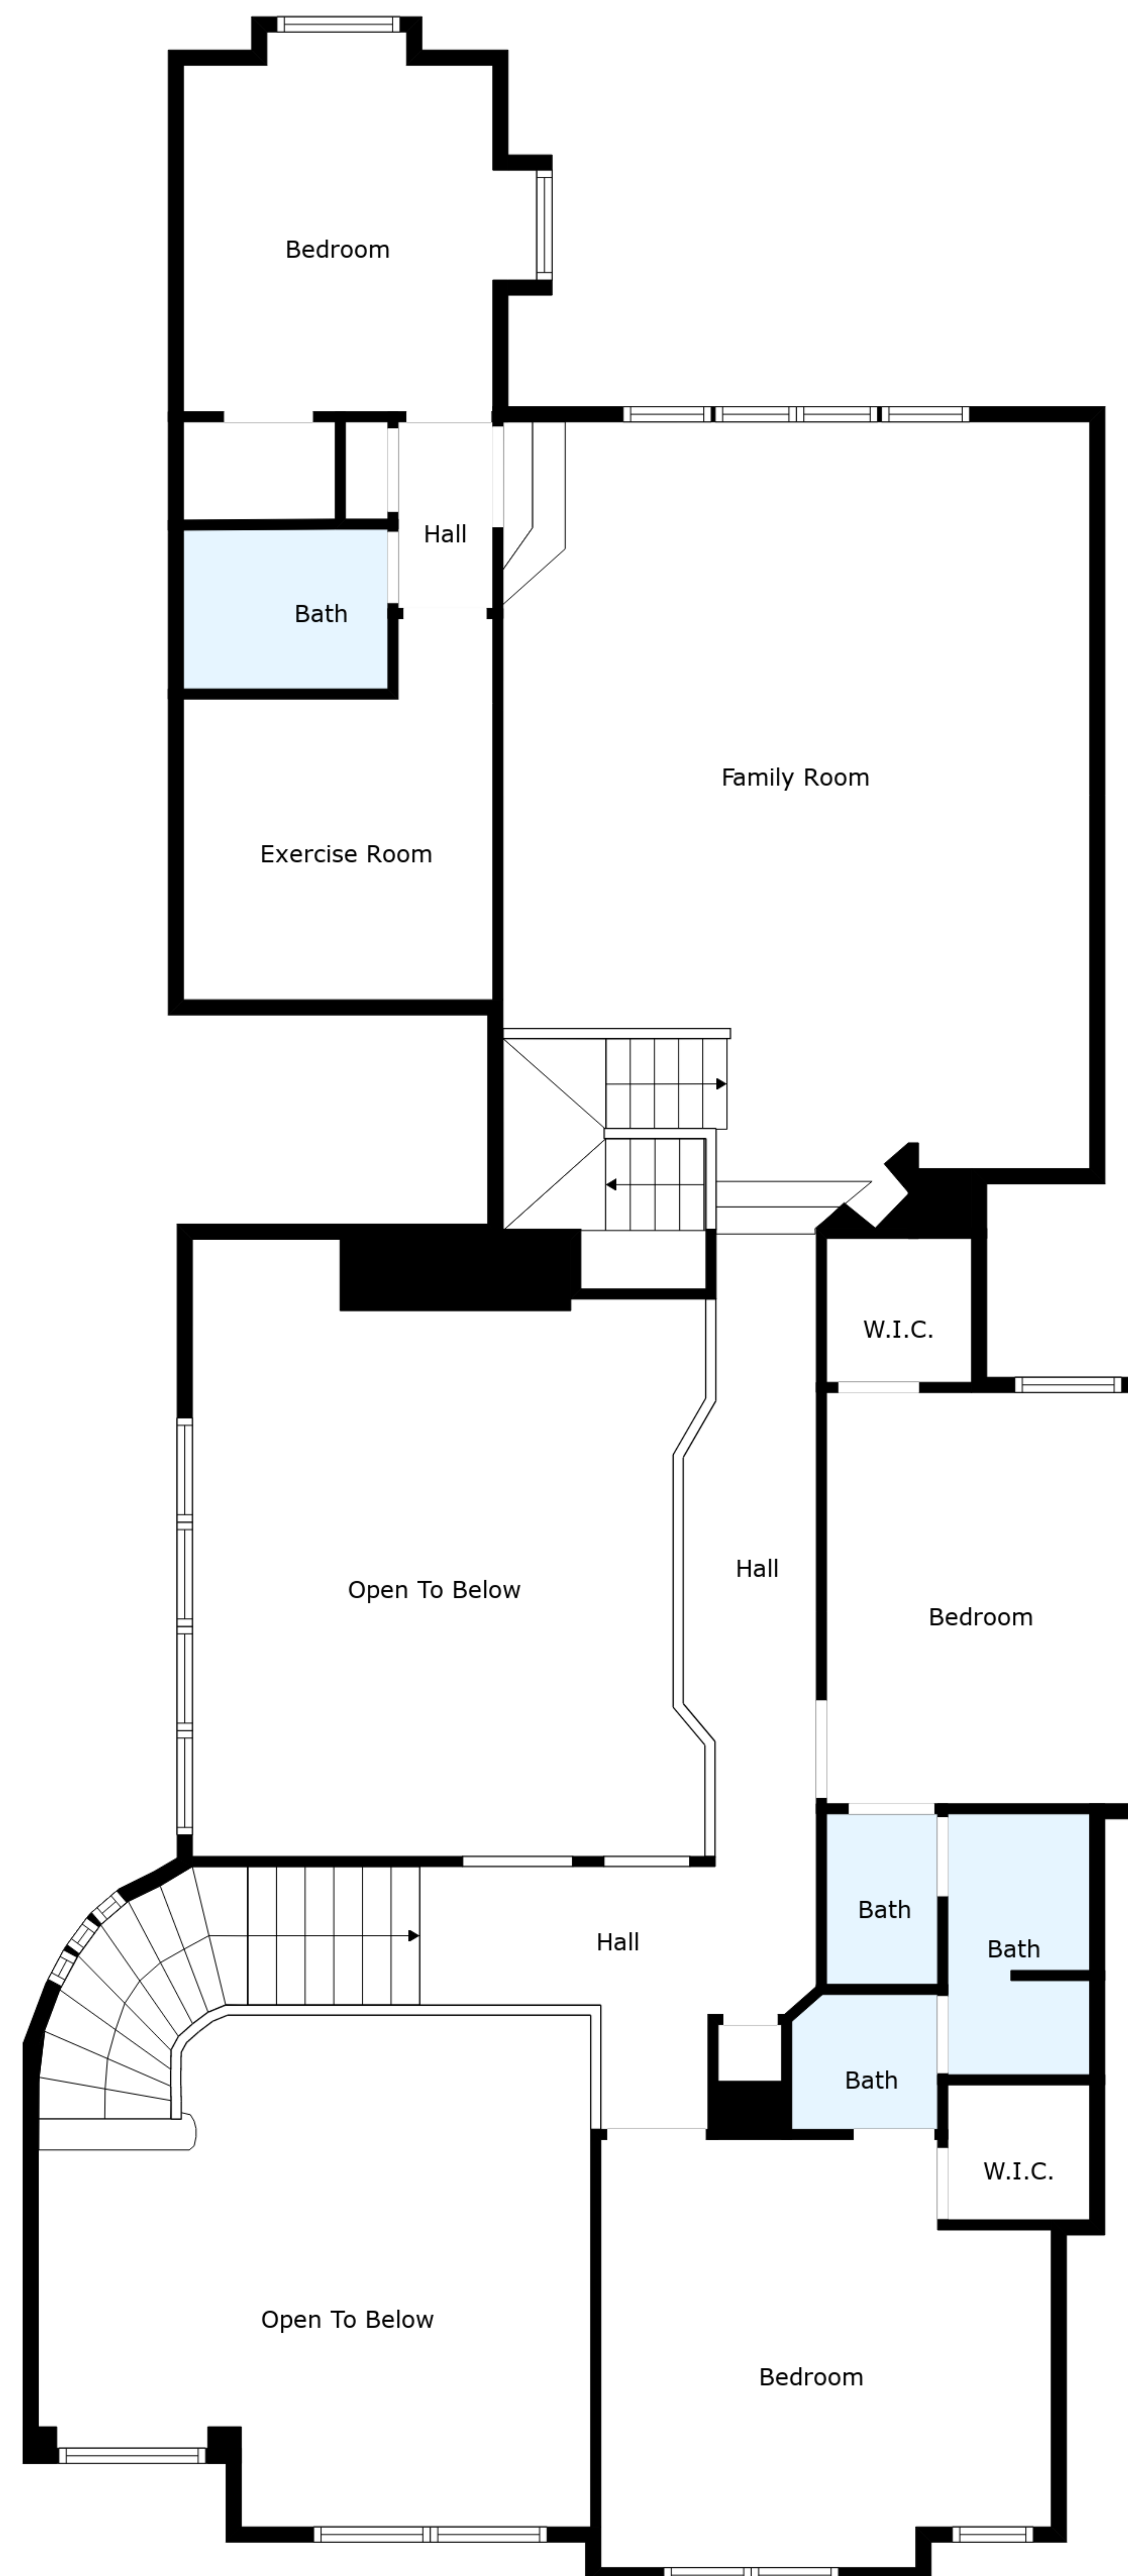 Bedroom
Hall
Bath
Family Room
Exercise Room
W.I.C.
Hall
Open To Below
Bedroom
Bath
Hall
Bath
Bath
W.I.C.
Open To Below
Bedroom